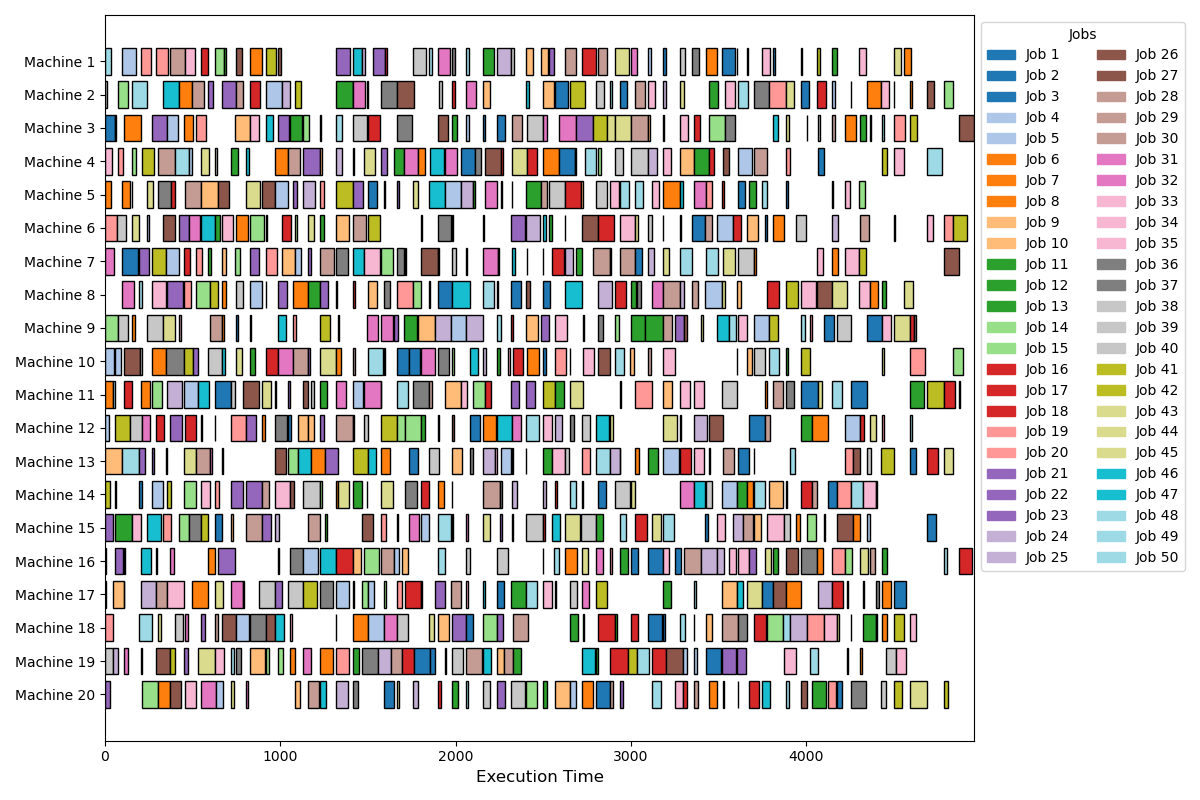 Machine 1
Machine 2
Machine 3
Machine 4
Machine 5
Machine 6
Machine 7
Machine 8
Machine 9
Machine 10
Machine 11
Machine 12
Machine 13
Machine 14
Machine 15
Machine 16
Machine 17
Machine 18
Machine 19
Machine 20
0 1000 2000 3000 4000
Execution Time
Jobs
Job 1
Job 2
Job 3
Job 4
Job 5
Job 6
Job 7
Job 8
Job 9
Job 10
Job 11
Job 12
Job 13
Job 14
Job 15
Job 16
Job 17
Job 18
Job 19
Job 20
Job 21
Job 22
Job 23
Job 24
Job 25
Job 26
Job 27
Job 28
Job 29
Job 30
Job 31
Job 32
Job 33
Job 34
Job 35
Job 36
Job 37
Job 38
Job 39
Job 40
Job 41
Job 42
Job 43
Job 44
Job 45
Job 46
Job 47
Job 48
Job 49
Job 50